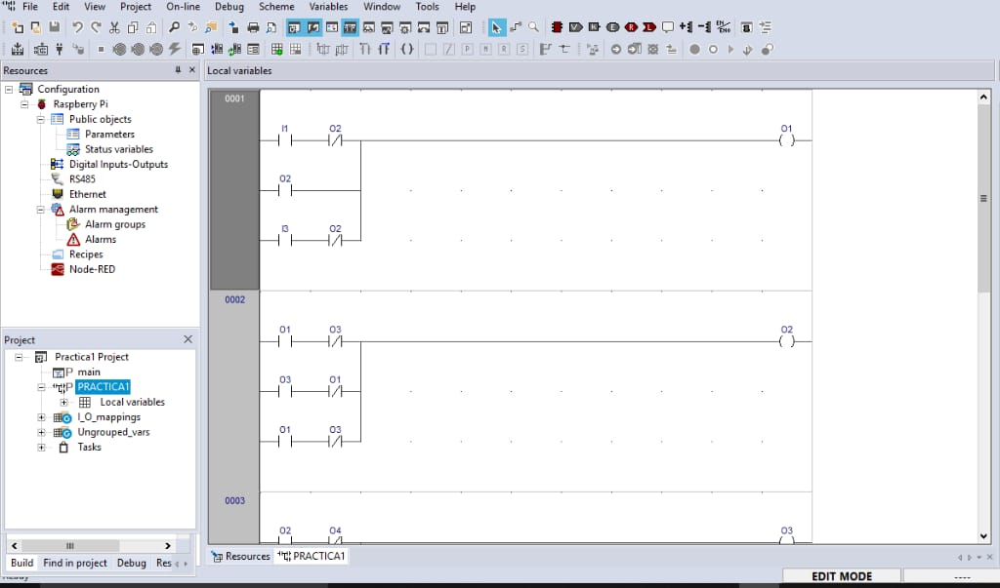 File Edit View Project On-line Debug Scheme Variables Window Tools Help
Resources
Configuration
Raspberry Pi
Public objects
Parameters
Status variables
Digital Inputs-Outputs
RS485
Ethernet
Alarm management
Alarm groups
Alarms
Recipes
Node-RED
Project
Practica1 Project
P main
P PRACTICA1
Local variables
I_O_mappings
Ungrouped_vars
Tasks
Build Find in project Debug Res
Ready
Local variables
0001
I1 O2 O1
O2
I3 O2
0002
O1 O3 O2
O3 O1
O1 O3
0003
O2 O4 O3
Resources PRACTICA1
EDIT MODE ----